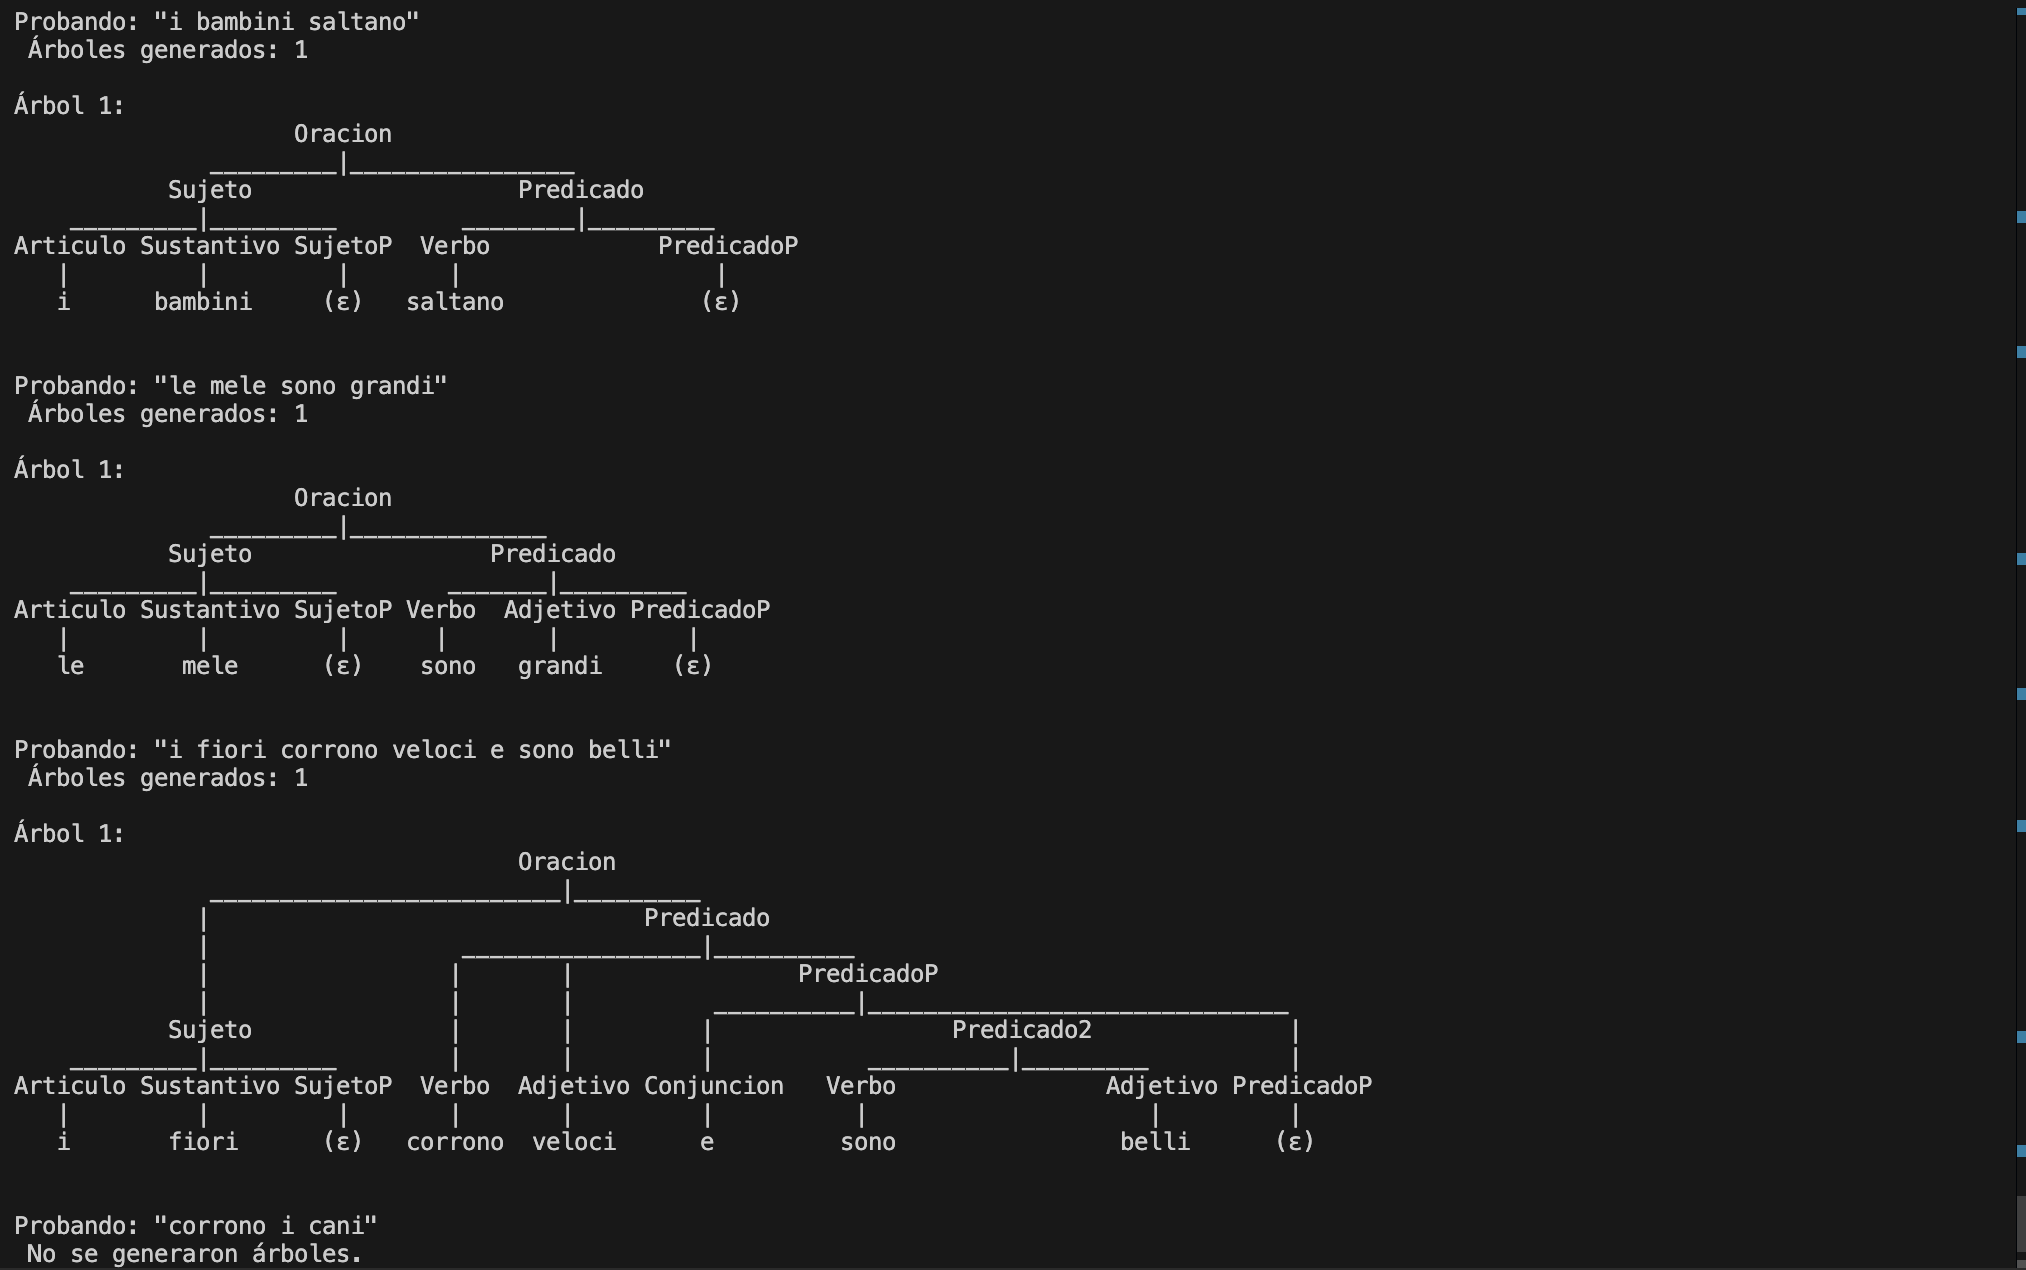 Probando: "i bambini saltano"
Árboles generados: 1
Árbol 1:
Oracion
Sujeto Predicado
Articulo Sustantivo SujetoP Verbo PredicadoP
i bambini (ε) saltano (ε)
Probando: "le mele sono grandi"
Árboles generados: 1
Árbol 1:
Oracion
Sujeto Predicado
Articulo Sustantivo SujetoP Verbo Adjetivo PredicadoP
le mele (ε) sono grandi (ε)
Probando: "i fiori corrono veloci e sono belli"
Árboles generados: 1
Árbol 1:
Oracion
Predicado
PredicadoP
Sujeto Predicado2
Articulo Sustantivo SujetoP Verbo Adjetivo Conjuncion Verbo Adjetivo PredicadoP
i fiori (ε) corrono veloci e sono belli (ε)
Probando: "corrono i cani"
No se generaron árboles.